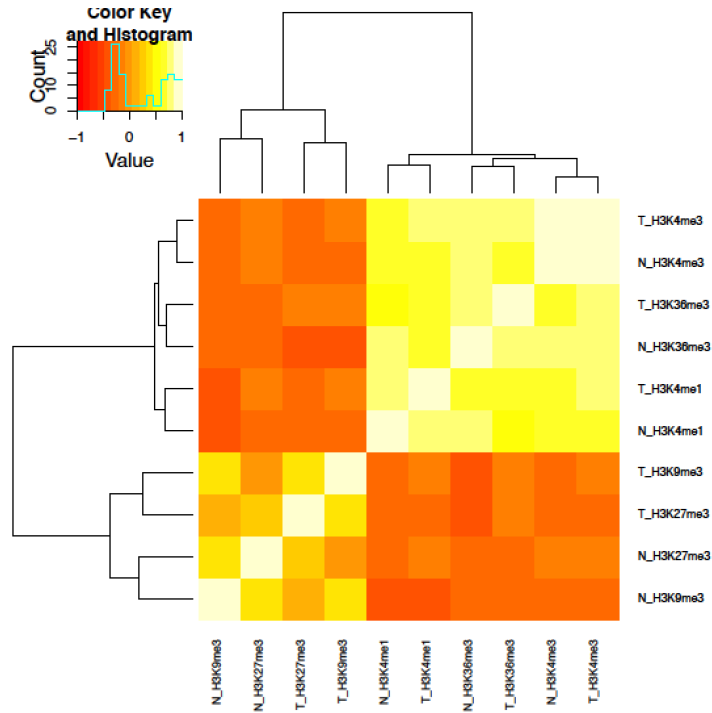 Color Key
and Histogram
Count
0 10 25
-1 0 1
Value
T_H3K4me3
N_H3K4me3
T_H3K36me3
N_H3K36me3
T_H3K4me1
N_H3K4me1
T_H3K9me3
T_H3K27me3
N_H3K27me3
N_H3K9me3
N_H3K9me3
N_H3K27me3
T_H3K27me3
T_H3K9me3
N_H3K4me1
T_H3K4me1
N_H3K36me3
T_H3K36me3
N_H3K4me3
T_H3K4me3